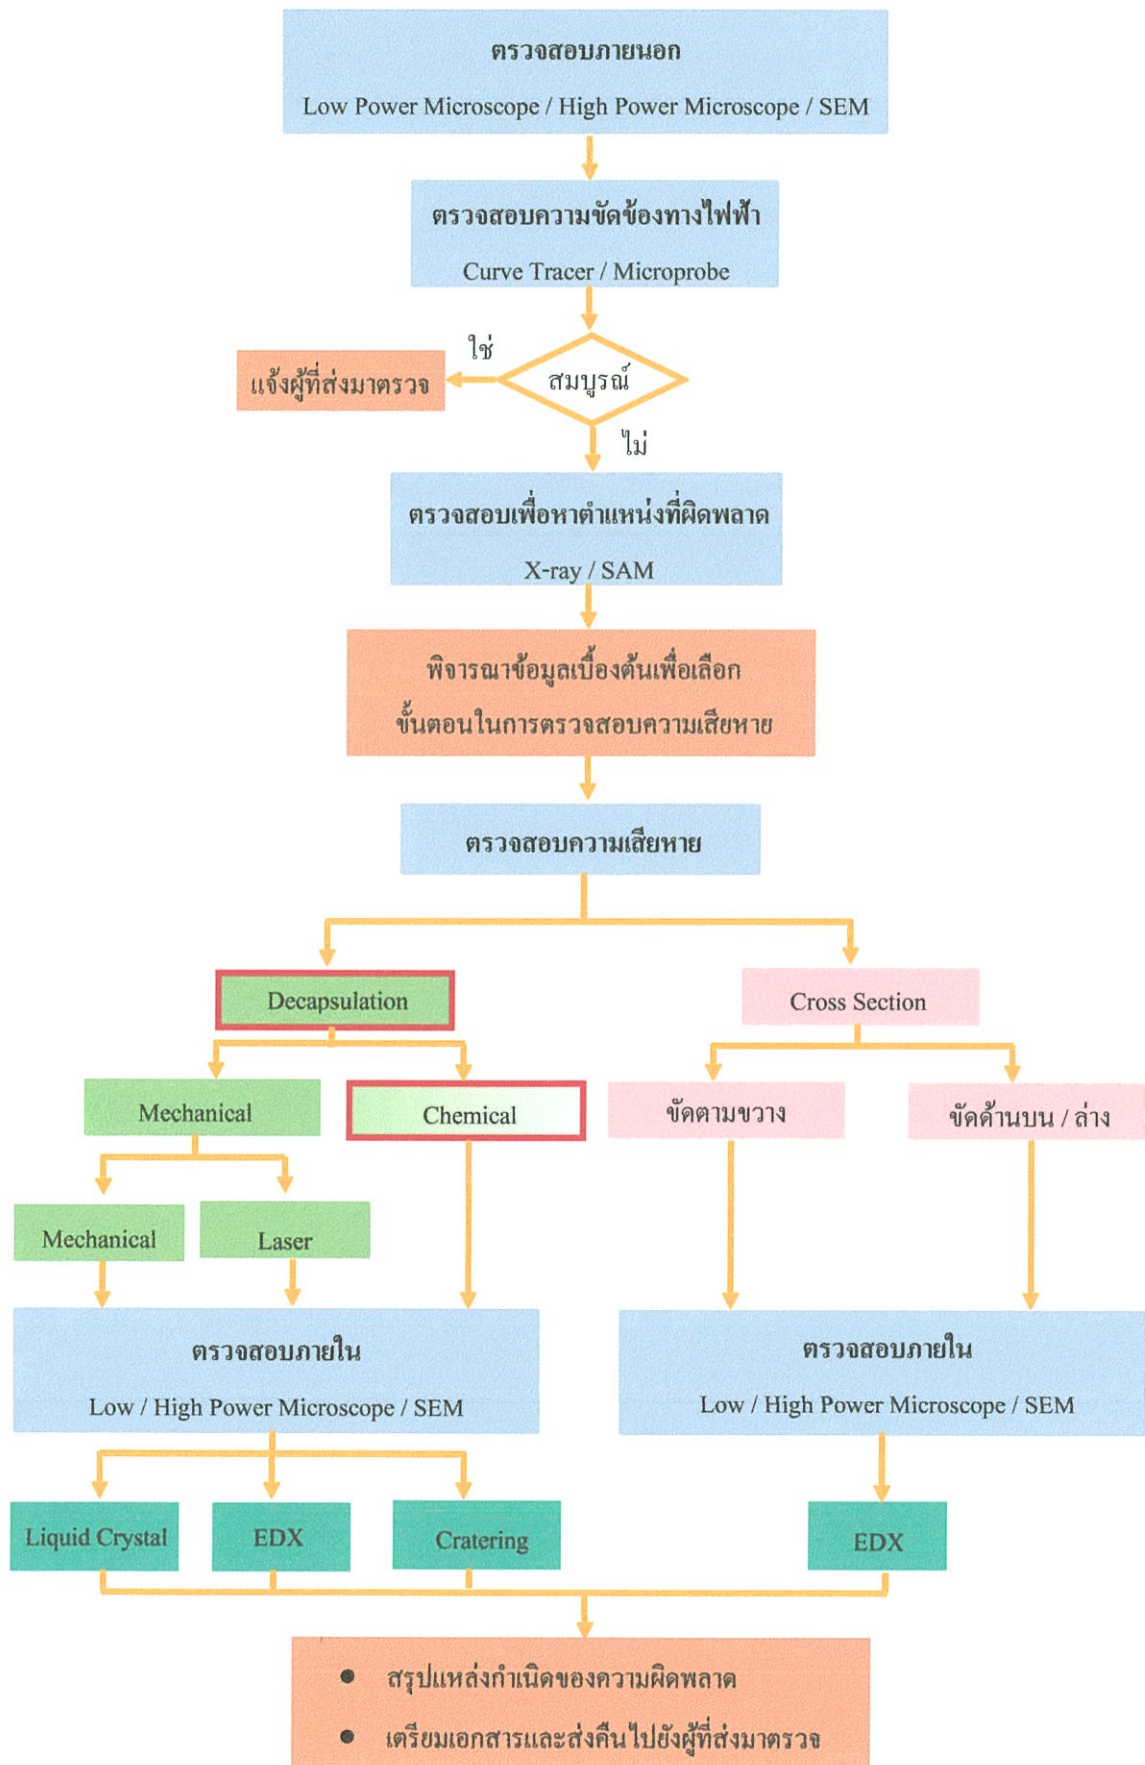 ตรวจสอบภายนอก
Low Power Microscope / High Power Microscope / SEM
ตรวจสอบความขัดข้องทางไฟฟ้า
Curve Tracer / Microprobe
ใช่
แจ้งผู้ที่ส่งมาตรวจ
สมบูรณ์
ไม่
ตรวจสอบเพื่อหาตำแหน่งที่ผิดพลาด
X-ray / SAM
พิจารณาข้อมูลเบื้องต้นเพื่อเลือก
ขั้นตอนในการตรวจสอบความเสียหาย
ตรวจสอบความเสียหาย
Decapsulation
Cross Section
Mechanical
Chemical
ขัดตามขวาง
ขัดด้านบน / ล่าง
Mechanical
Laser
ตรวจสอบภายใน
Low / High Power Microscope / SEM
ตรวจสอบภายใน
Low / High Power Microscope / SEM
Liquid Crystal
EDX
Cratering
EDX
● สรุปแหล่งกำเนิดของความผิดพลาด
● เตรียมเอกสารและส่งคืนไปยังผู้ที่ส่งมาตรวจ